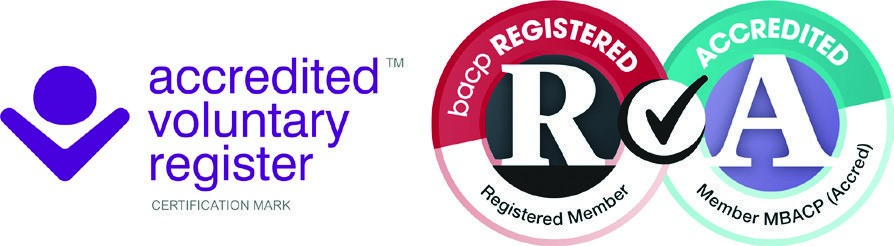 accredited™
voluntary
register
CERTIFICATION MARK
bacp REGISTERED
R
Registered Member
ACCREDITED
A
Member MBACP (Accred)